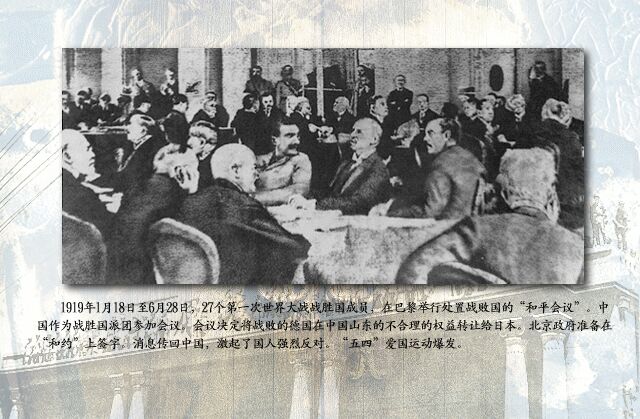 1919年1月18日至6月28日，27个第一次世界大战战胜国成员，在巴黎举行处置战败国的“和平会议”。中
国作为战胜国派团参加会议，会议决定将战败的德国在中国山东的不合理的权益转让给日本。北京政府准备在
“和约”上签字。消息传回中国，激起了国人强烈反对。“五四”爱国运动爆发。